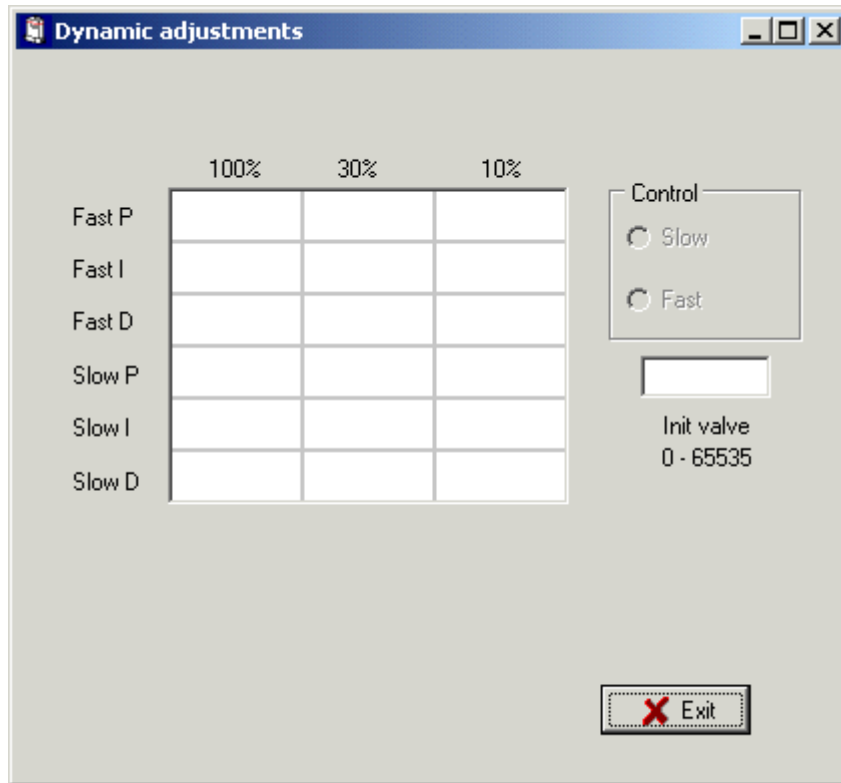 Dynamic adjustments
100% 30% 10%
Fast P
Fast I
Fast D
Slow P
Slow I
Slow D
Control
Slow
Fast
Init valve
0 - 65535
Exit